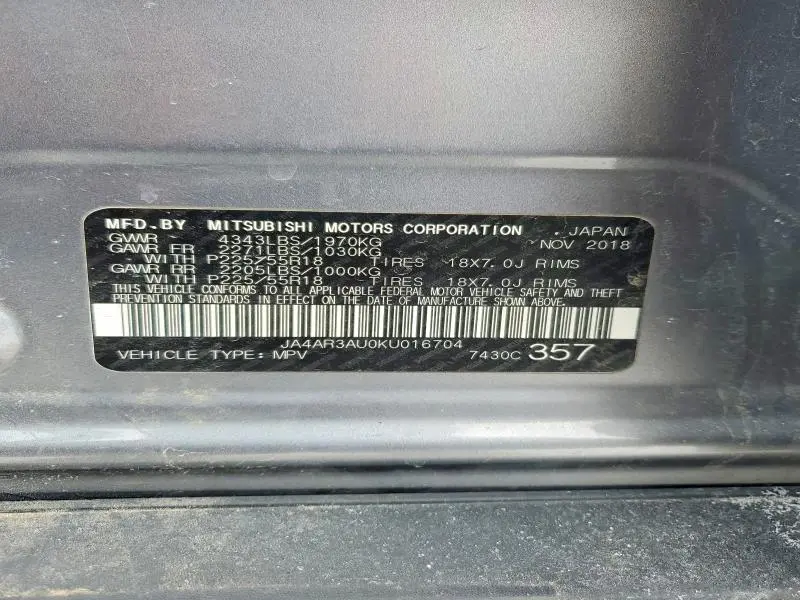 MFD.BY MITSUBISHI MOTORS CORPORATION , JAPAN
GVWR 4343LBS/1970KG NOV 2018
GAWR FR 2271LBS/1030KG
WITH P225/55R18 TIRES 18X7.0J RIMS
GAWR RR 2205LBS/1000KG
WITH P225/55R18 TIRES 18X7.0J RIMS
THIS VEHICLE CONFORMS TO ALL APPLICABLE FEDERAL MOTOR VEHICLE SAFETY AND THEFT
PREVENTION STANDARDS IN EFFECT ON THE DATE OF MANUFACTURE SHOWN ABOVE.
JA4AR3AU0KU016704
VEHICLE TYPE: MPV 7430C 357